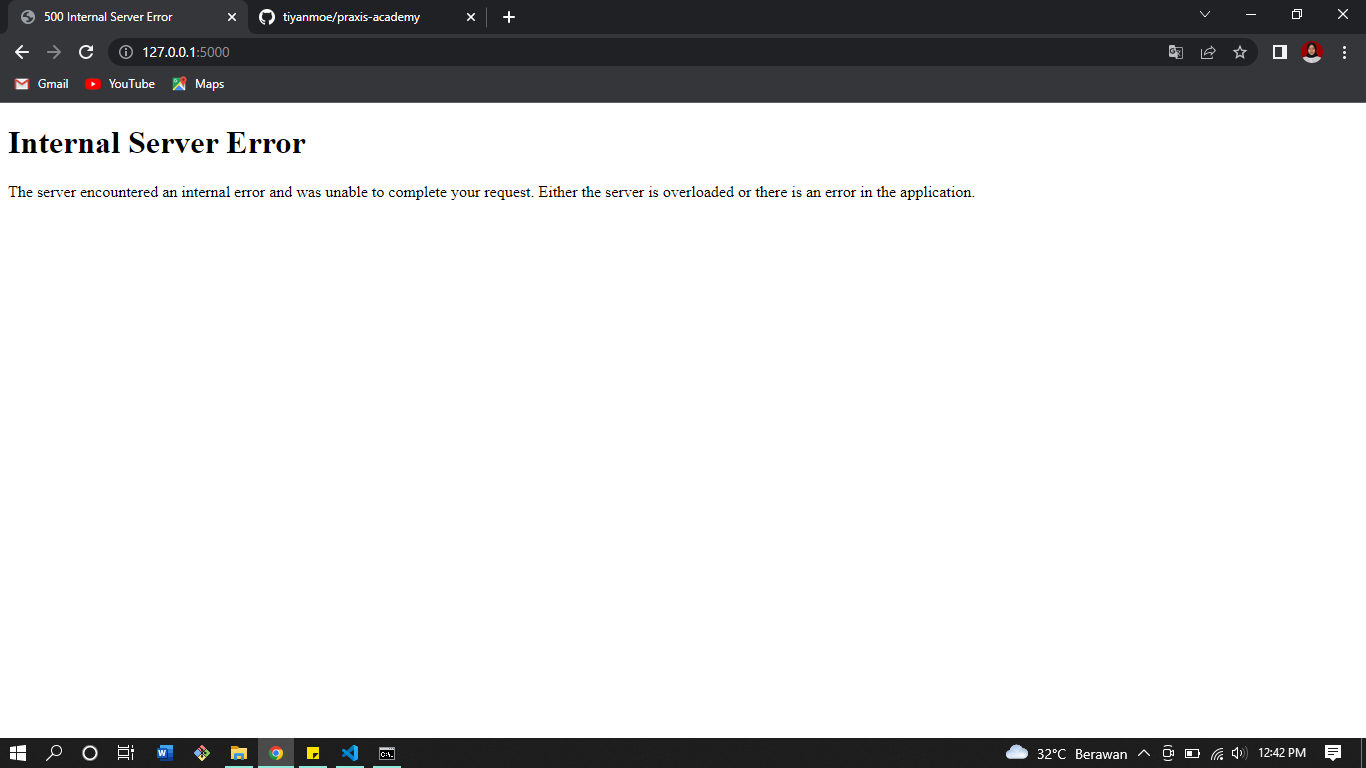 500 Internal Server Error
tiyanmoe/praxis-academy
127.0.0.1:5000
Gmail YouTube Maps
Internal Server Error
The server encountered an internal error and was unable to complete your request. Either the server is overloaded or there is an error in the application.
32°C Berawan 12:42 PM